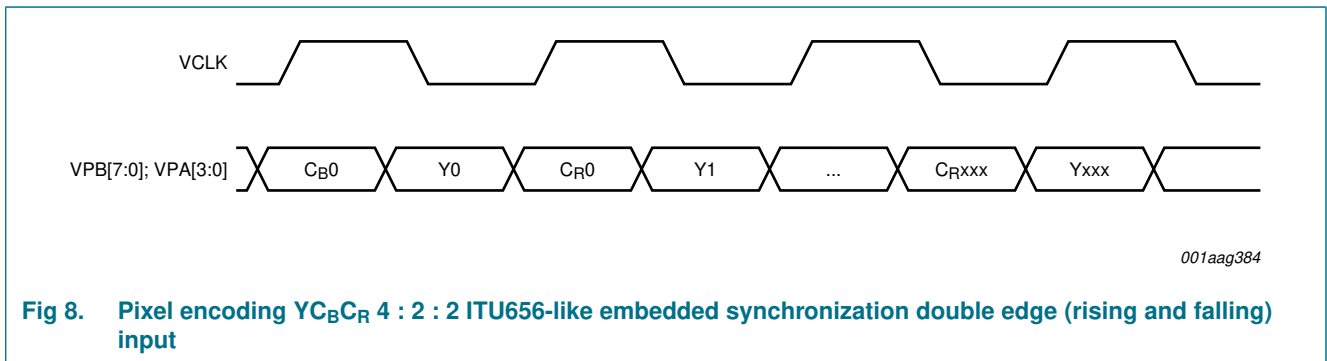 VCLK
VPB[7:0]; VPA[3:0] CB0 Y0 CR0 Y1 ... CRxxx Yxxx
001aag384
Fig 8. Pixel encoding YCBCR 4 : 2 : 2 ITU656-like embedded synchronization double edge (rising and falling)
input